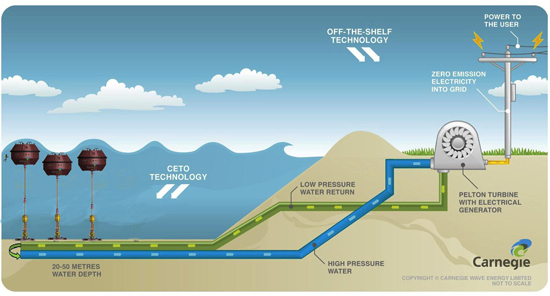 POWER TO
THE USER
OFF-THE-SHELF
TECHNOLOGY
ZERO EMISSION
ELECTRICITY
INTO GRID
CETO
TECHNOLOGY
LOW PRESSURE
WATER RETURN
PELTON TURBINE
WITH ELECTRICAL
GENERATOR
HIGH PRESSURE
WATER
20-50 METRES
WATER DEPTH
Carnegie
COPYRIGHT © CARNEGIE WAVE ENERGY LIMITED
NOT TO SCALE